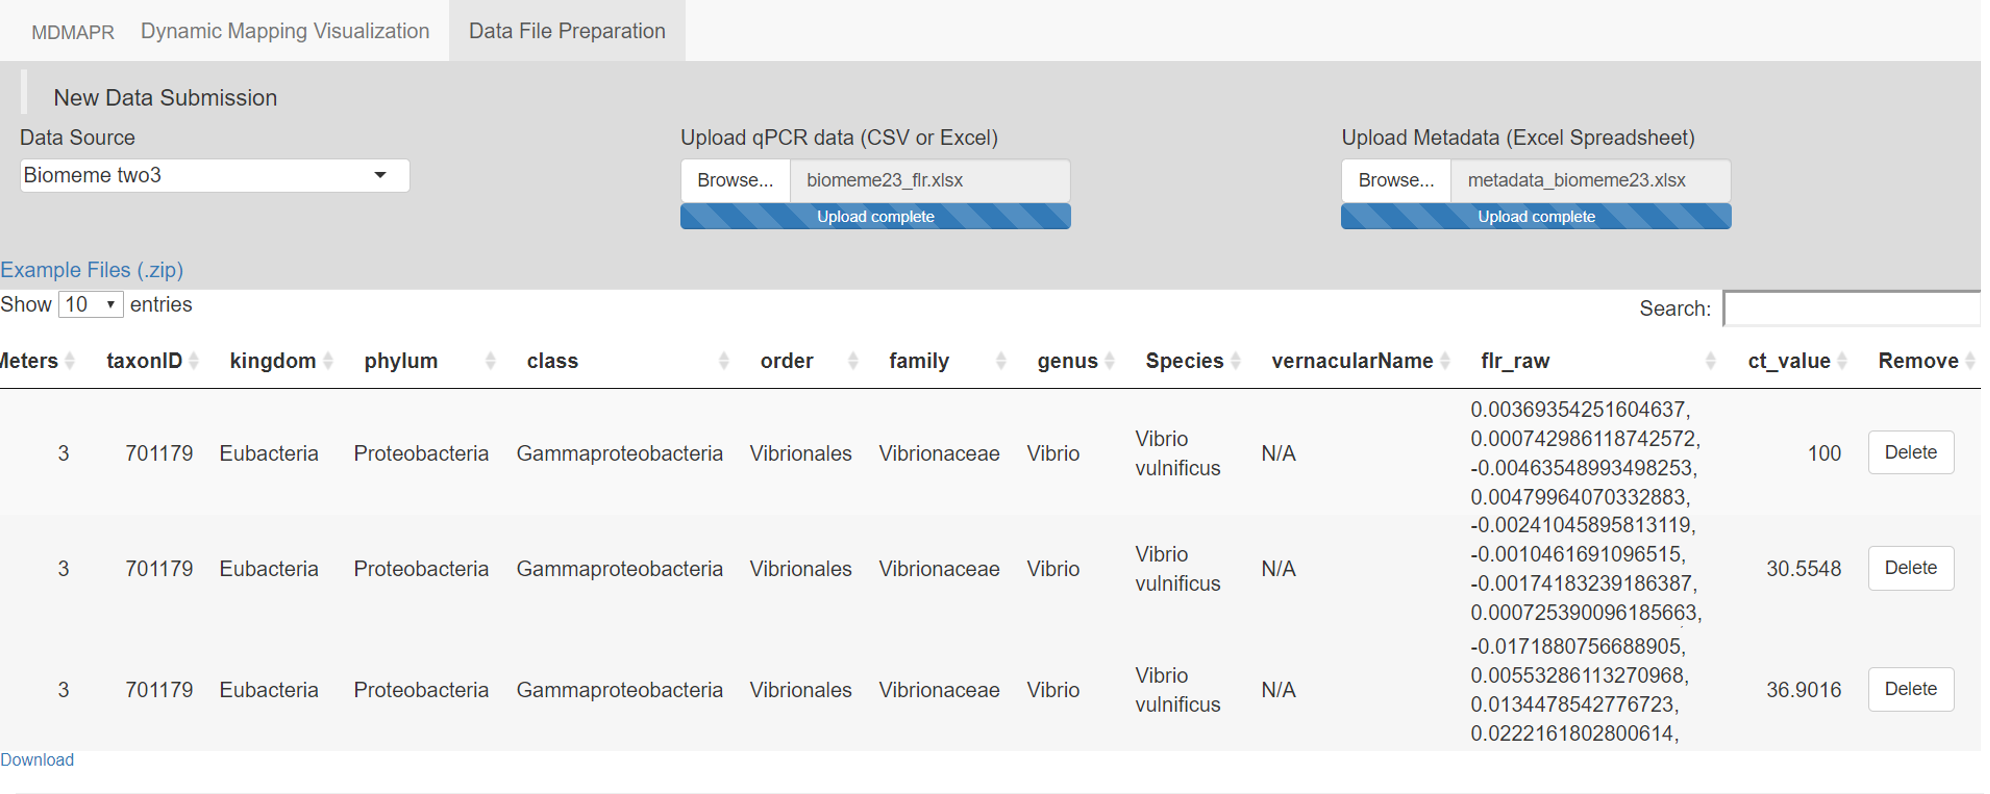 MDMAPR Dynamic Mapping Visualization Data File Preparation
New Data Submission
Data Source Upload qPCR data (CSV or Excel) Upload Metadata (Excel Spreadsheet)
Biomeme two3 Browse... biomeme23_flr.xlsx Browse... metadata_biomeme23.xlsx
Upload complete Upload complete
Example Files (.zip)
Show 10 entries Search:
Meters taxonID kingdom phylum class order family genus Species vernacularName flr_raw ct_value Remove
3 701179 Eubacteria Proteobacteria Gammaproteobacteria Vibrionales Vibrionaceae Vibrio Vibrio vulnificus N/A 0.00369354251604637,
0.000742986118742572,
-0.00463548993498253,
0.00479964070332883, 100 Delete
3 701179 Eubacteria Proteobacteria Gammaproteobacteria Vibrionales Vibrionaceae Vibrio Vibrio vulnificus N/A -0.00241045895813119,
-0.0010461691096515,
-0.00174183239186387,
0.000725390096185663, 30.5548 Delete
3 701179 Eubacteria Proteobacteria Gammaproteobacteria Vibrionales Vibrionaceae Vibrio Vibrio vulnificus N/A -0.0171880756688905,
0.00553286113270968,
0.0134478542776723,
0.0222161802800614, 36.9016 Delete
Download